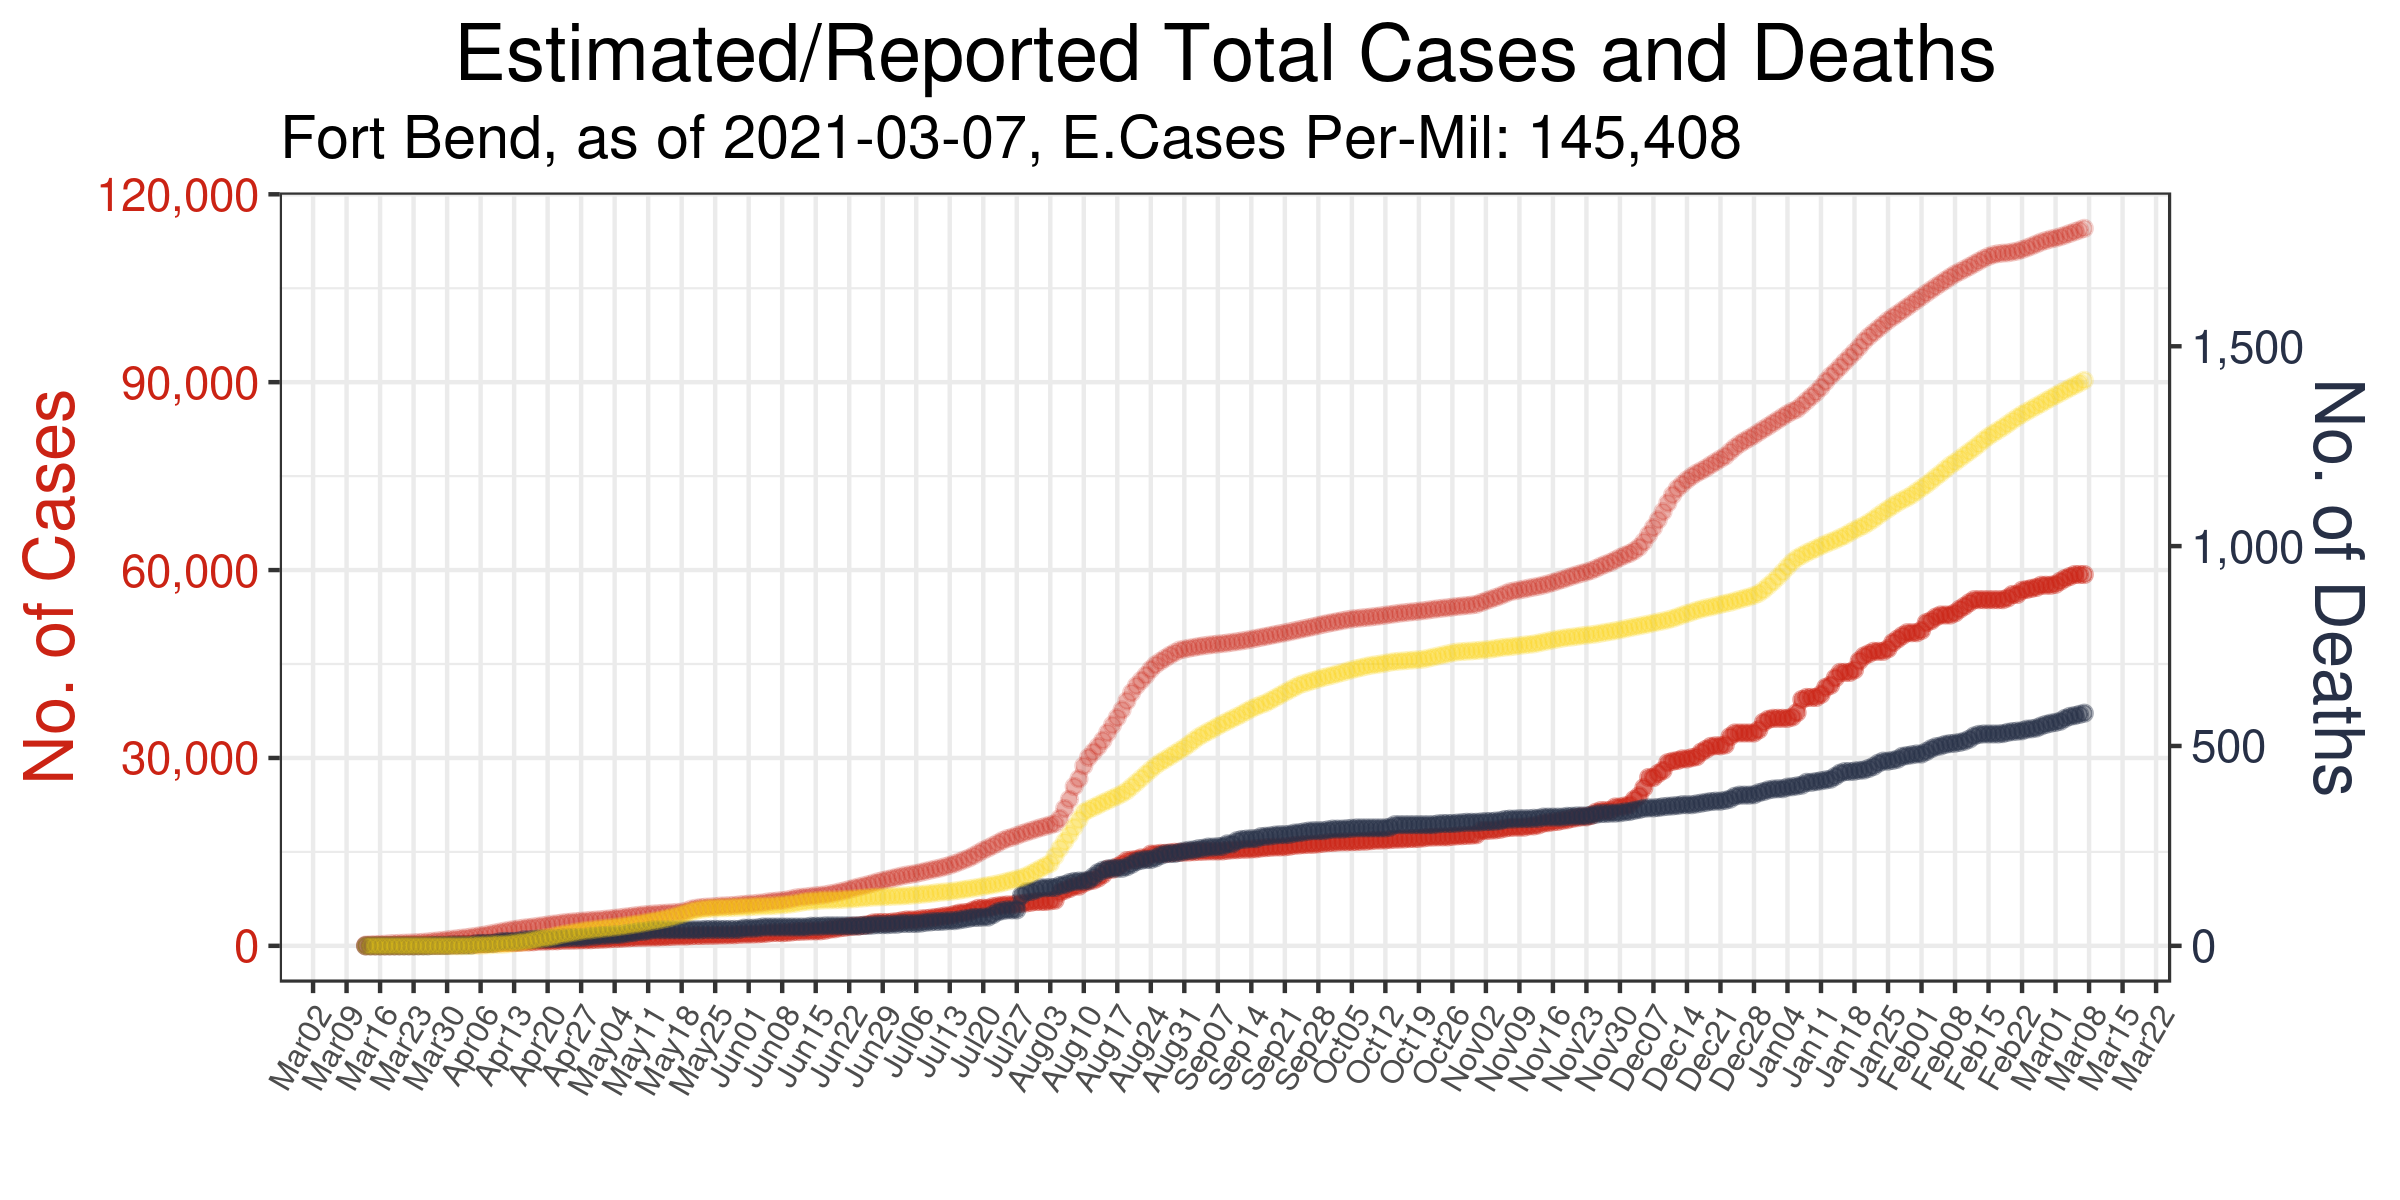 Estimated/Reported Total Cases and Deaths
Fort Bend, as of 2021-03-07, E.Cases Per-Mil: 145,408
No. of Cases
120,000
90,000
60,000
30,000
0
1,500
1,000
500
0
No. of Deaths
Mar02
Mar09
Mar16
Mar23
Mar30
Apr06
Apr13
Apr20
Apr27
May04
May11
May18
May25
Jun01
Jun08
Jun15
Jun22
Jun29
Jul06
Jul13
Jul20
Jul27
Aug03
Aug10
Aug17
Aug24
Aug31
Sep07
Sep14
Sep21
Sep28
Oct05
Oct12
Oct19
Oct26
Nov02
Nov09
Nov16
Nov23
Nov30
Dec07
Dec14
Dec21
Dec28
Jan04
Jan11
Jan18
Jan25
Feb01
Feb08
Feb15
Feb22
Mar01
Mar08
Mar15
Mar22